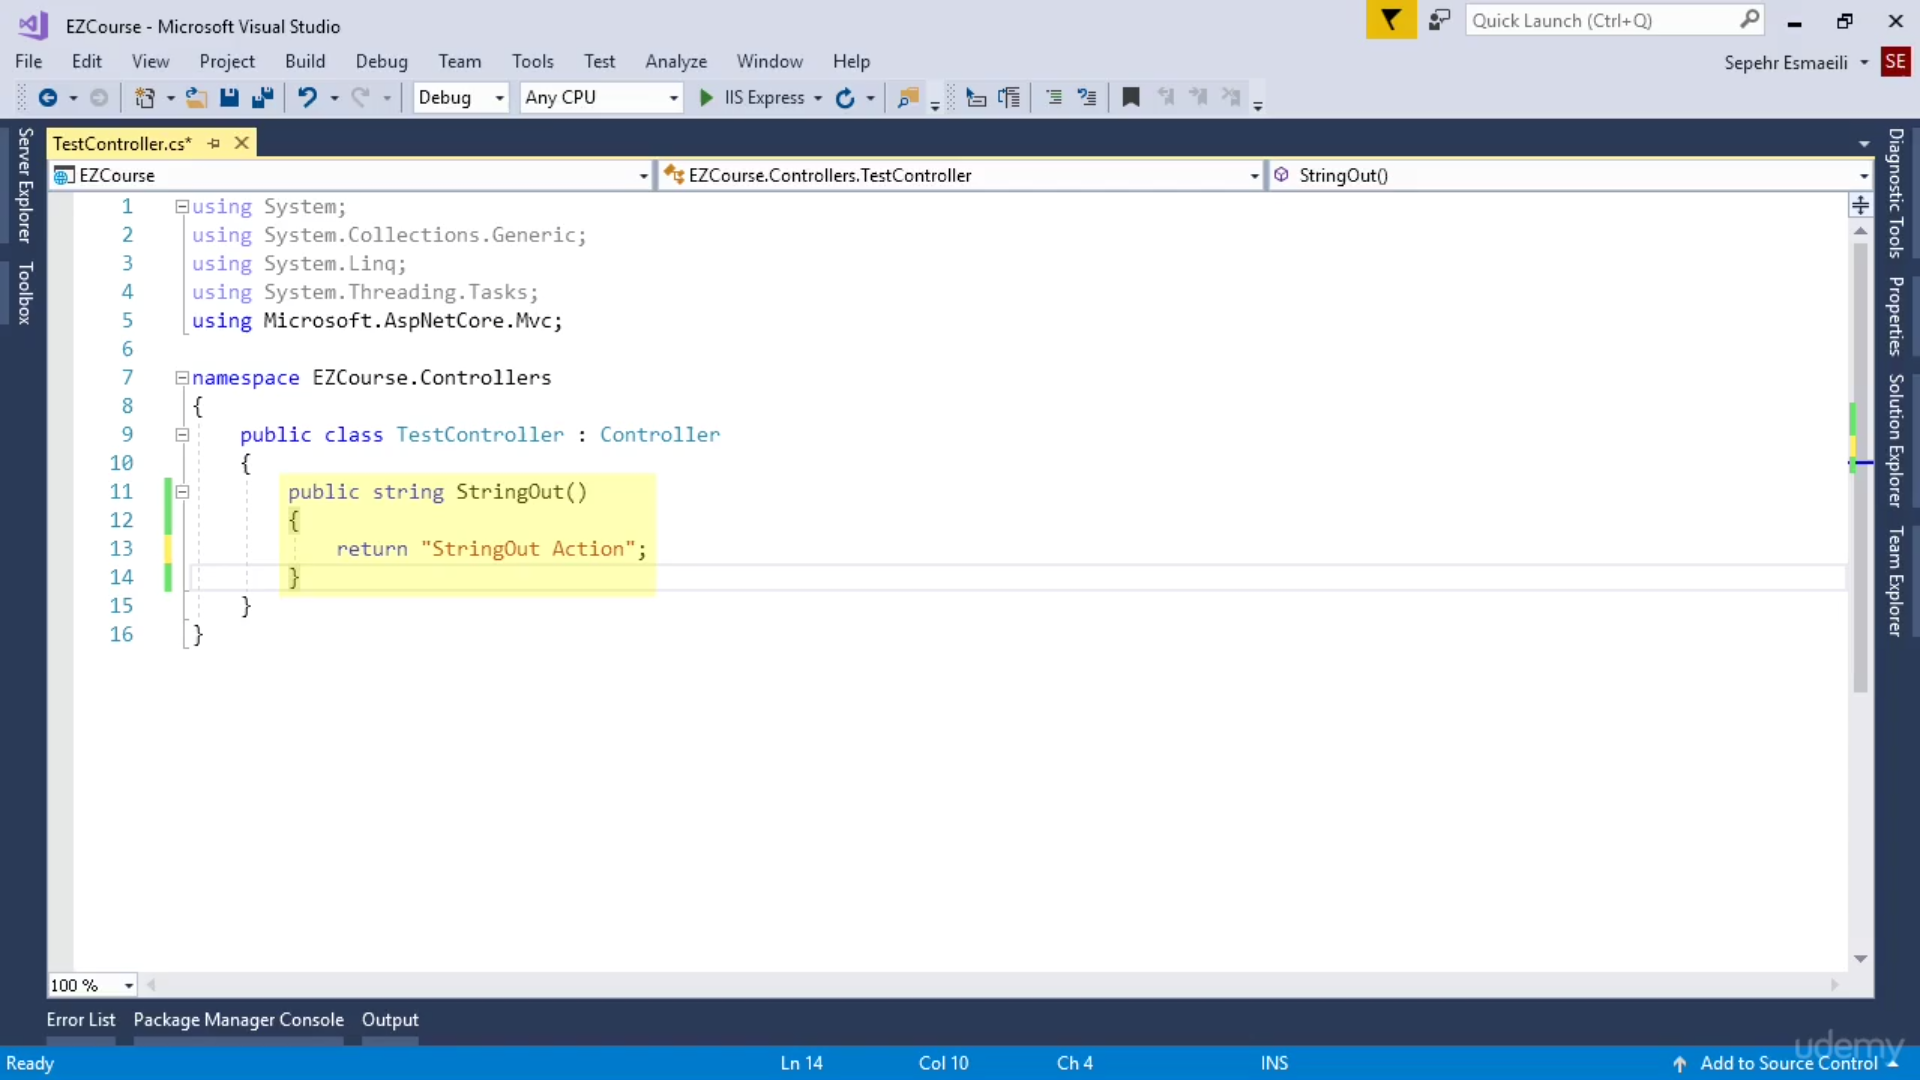 EZCourse - Microsoft Visual Studio
Quick Launch (Ctrl+Q)
File Edit View Project Build Debug Team Tools Test Analyze Window Help
Sepehr Esmaeili SE
Debug Any CPU IIS Express
Server Explorer
Toolbox
TestController.cs*
EZCourse EZCourse.Controllers.TestController StringOut()
1 using System;
2 using System.Collections.Generic;
3 using System.Linq;
4 using System.Threading.Tasks;
5 using Microsoft.AspNetCore.Mvc;
6
7 namespace EZCourse.Controllers
8 {
9 public class TestController : Controller
10 {
11 public string StringOut()
12 {
13 return "StringOut Action";
14 }
15 }
16 }
Diagnostic Tools
Properties
Solution Explorer
Team Explorer
100 %
Error List Package Manager Console Output
udemy
Ready Ln 14 Col 10 Ch 4 INS Add to Source Control